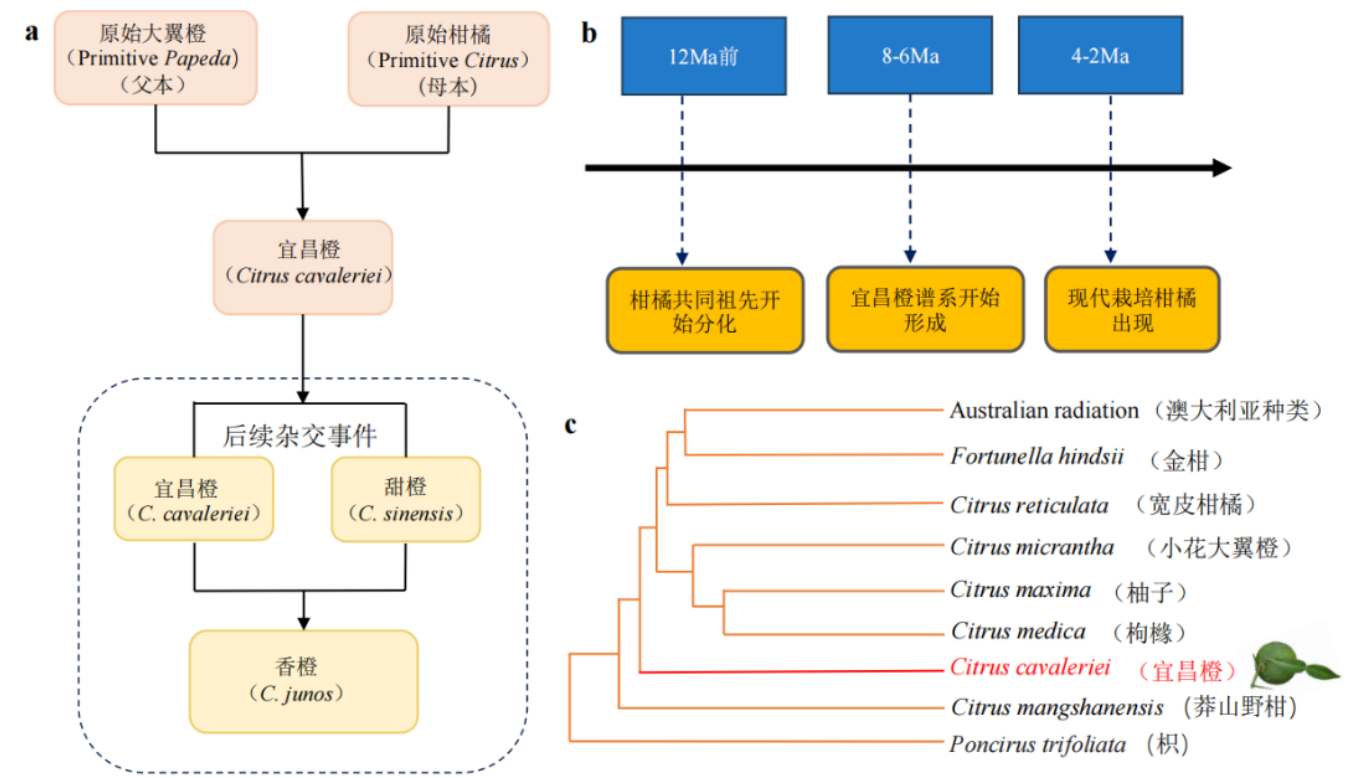 a
原始大翼橙
（Primitive Papeda）
（父本）
原始柑橘
（Primitive Citrus）
(母本)
宜昌橙
（Citrus cavaleriei）
后续杂交事件
宜昌橙
（C. cavaleriei）
甜橙
（C. sinensis）
香橙
（C. junos）
b
12Ma前
8-6Ma
4-2Ma
柑橘共同祖先开
始分化
宜昌橙谱系开始
形成
现代栽培柑橘
出现
c
Australian radiation（澳大利亚种类）
Fortunella hindsii （金柑）
Citrus reticulata （宽皮柑橘）
Citrus micrantha （小花大翼橙）
Citrus maxima （柚子）
Citrus medica （枸橼）
Citrus cavaleriei （宜昌橙）
Citrus mangshanensis (莽山野柑)
Poncirus trifoliata （枳）